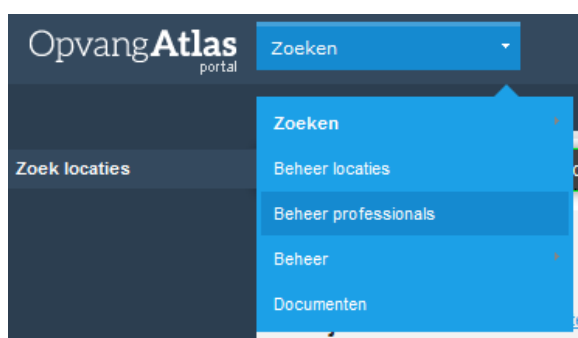 OpvangAtlas
portal
Zoeken
Zoeken
Zoek locaties
Beheer locaties
Beheer professionals
Beheer
Documenten